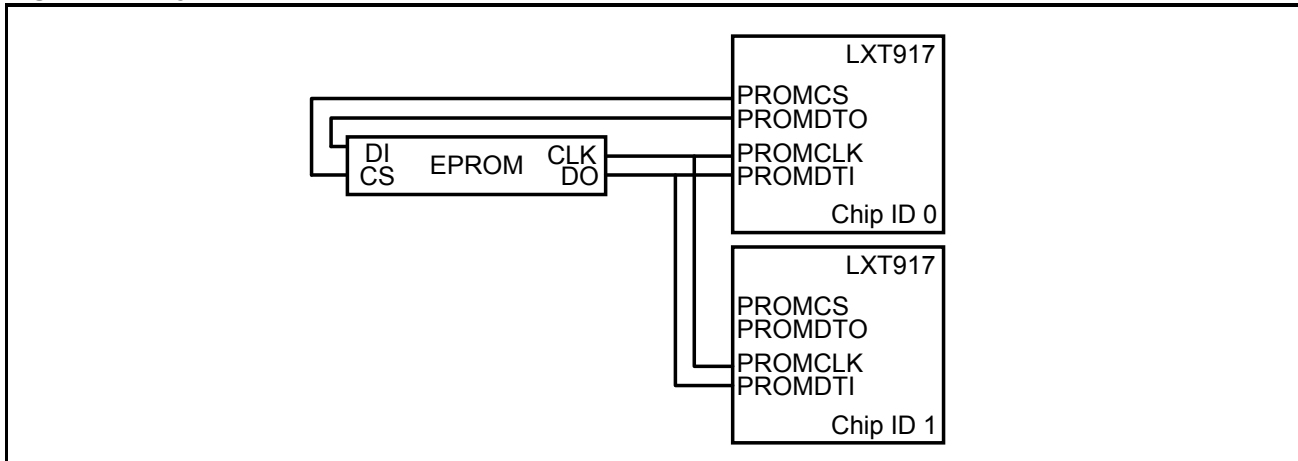 LXT917
PROMCS
PROMDTO
PROMCLK
PROMDTI
Chip ID 0
DI EPROM CLK
CS DO
LXT917
PROMCS
PROMDTO
PROMCLK
PROMDTI
Chip ID 1